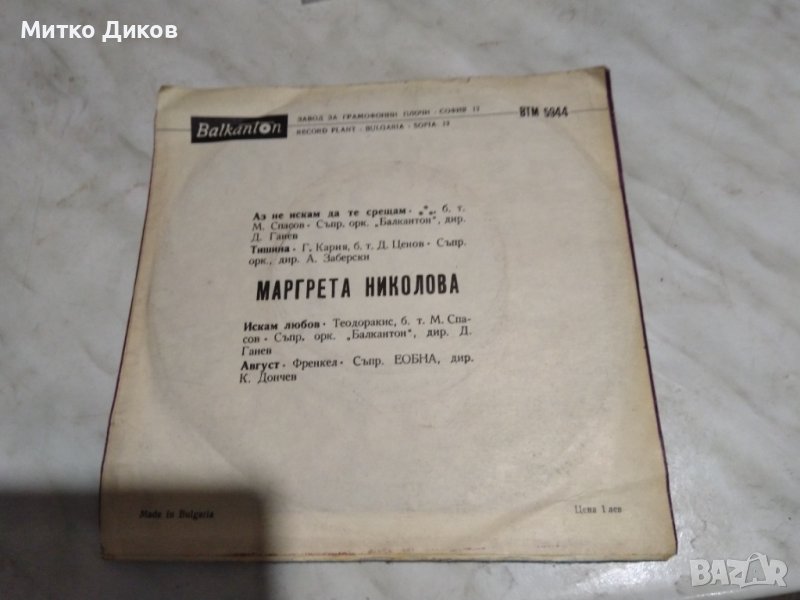 Митко Диков
Balkanton
ЗАВОД ЗА ГРАМОФОННИ ПЛОЧИ · СОФИЯ 12
RECORD PLANT · BULGARIA · SOPIA 12
ВТМ 5944
Аз не искам да те срещам · *** б. т.
М. Спасов · Съпр. орк. „Балкантон“, дир.
Д. Ганев
Тишина · Г. Кария, б. т. Д. Ценов · Съпр.
орк., дир. А. Заберски
МАРГРЕТА НИКОЛОВА
Искам любов · Теодоракис, б. т. М. Спа-
сов · Съпр. орк. „Балкантон“, дир. Д.
Ганев
Август · Френкел · Съпр. ЕОБНА, дир.
К. Дончев
Made in Bulgaria
Цена 1 лев
BAZAR